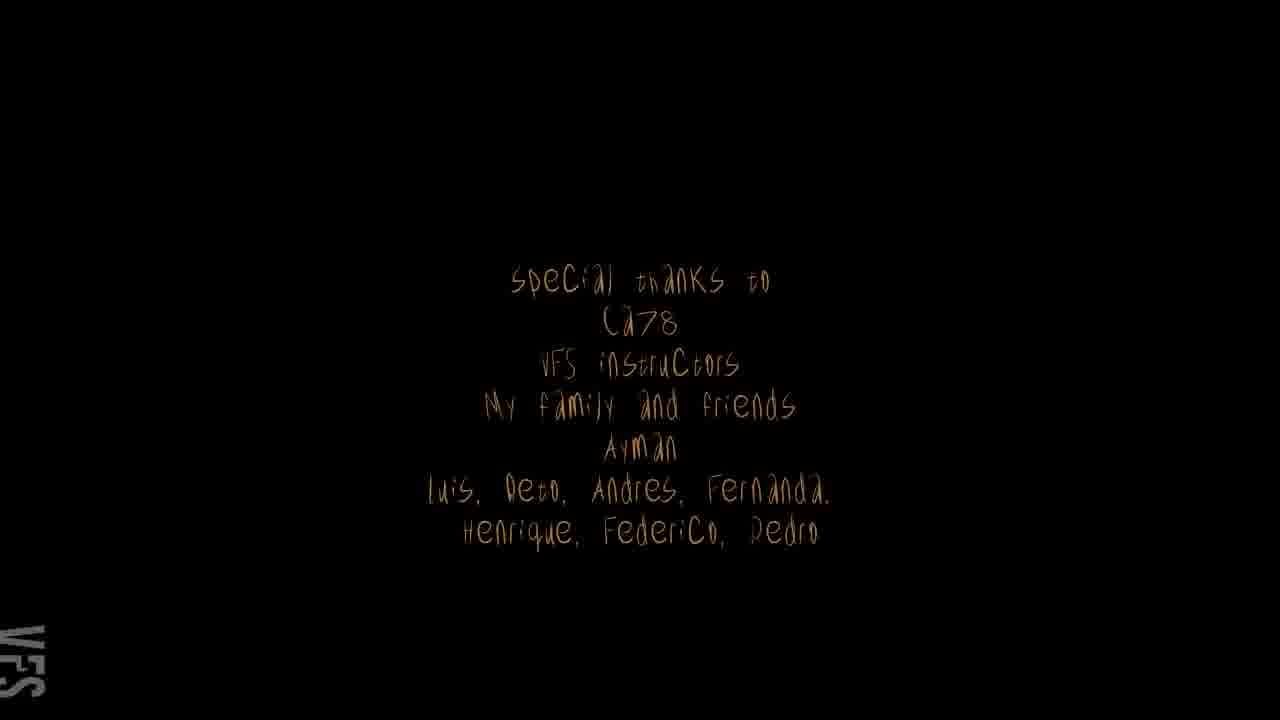 special thanks to
Ca78
VFS instructors
My family and friends
Ayman
Luis, Beto, Andres, Fernanda,
Henrique, Federico, Pedro
VFS